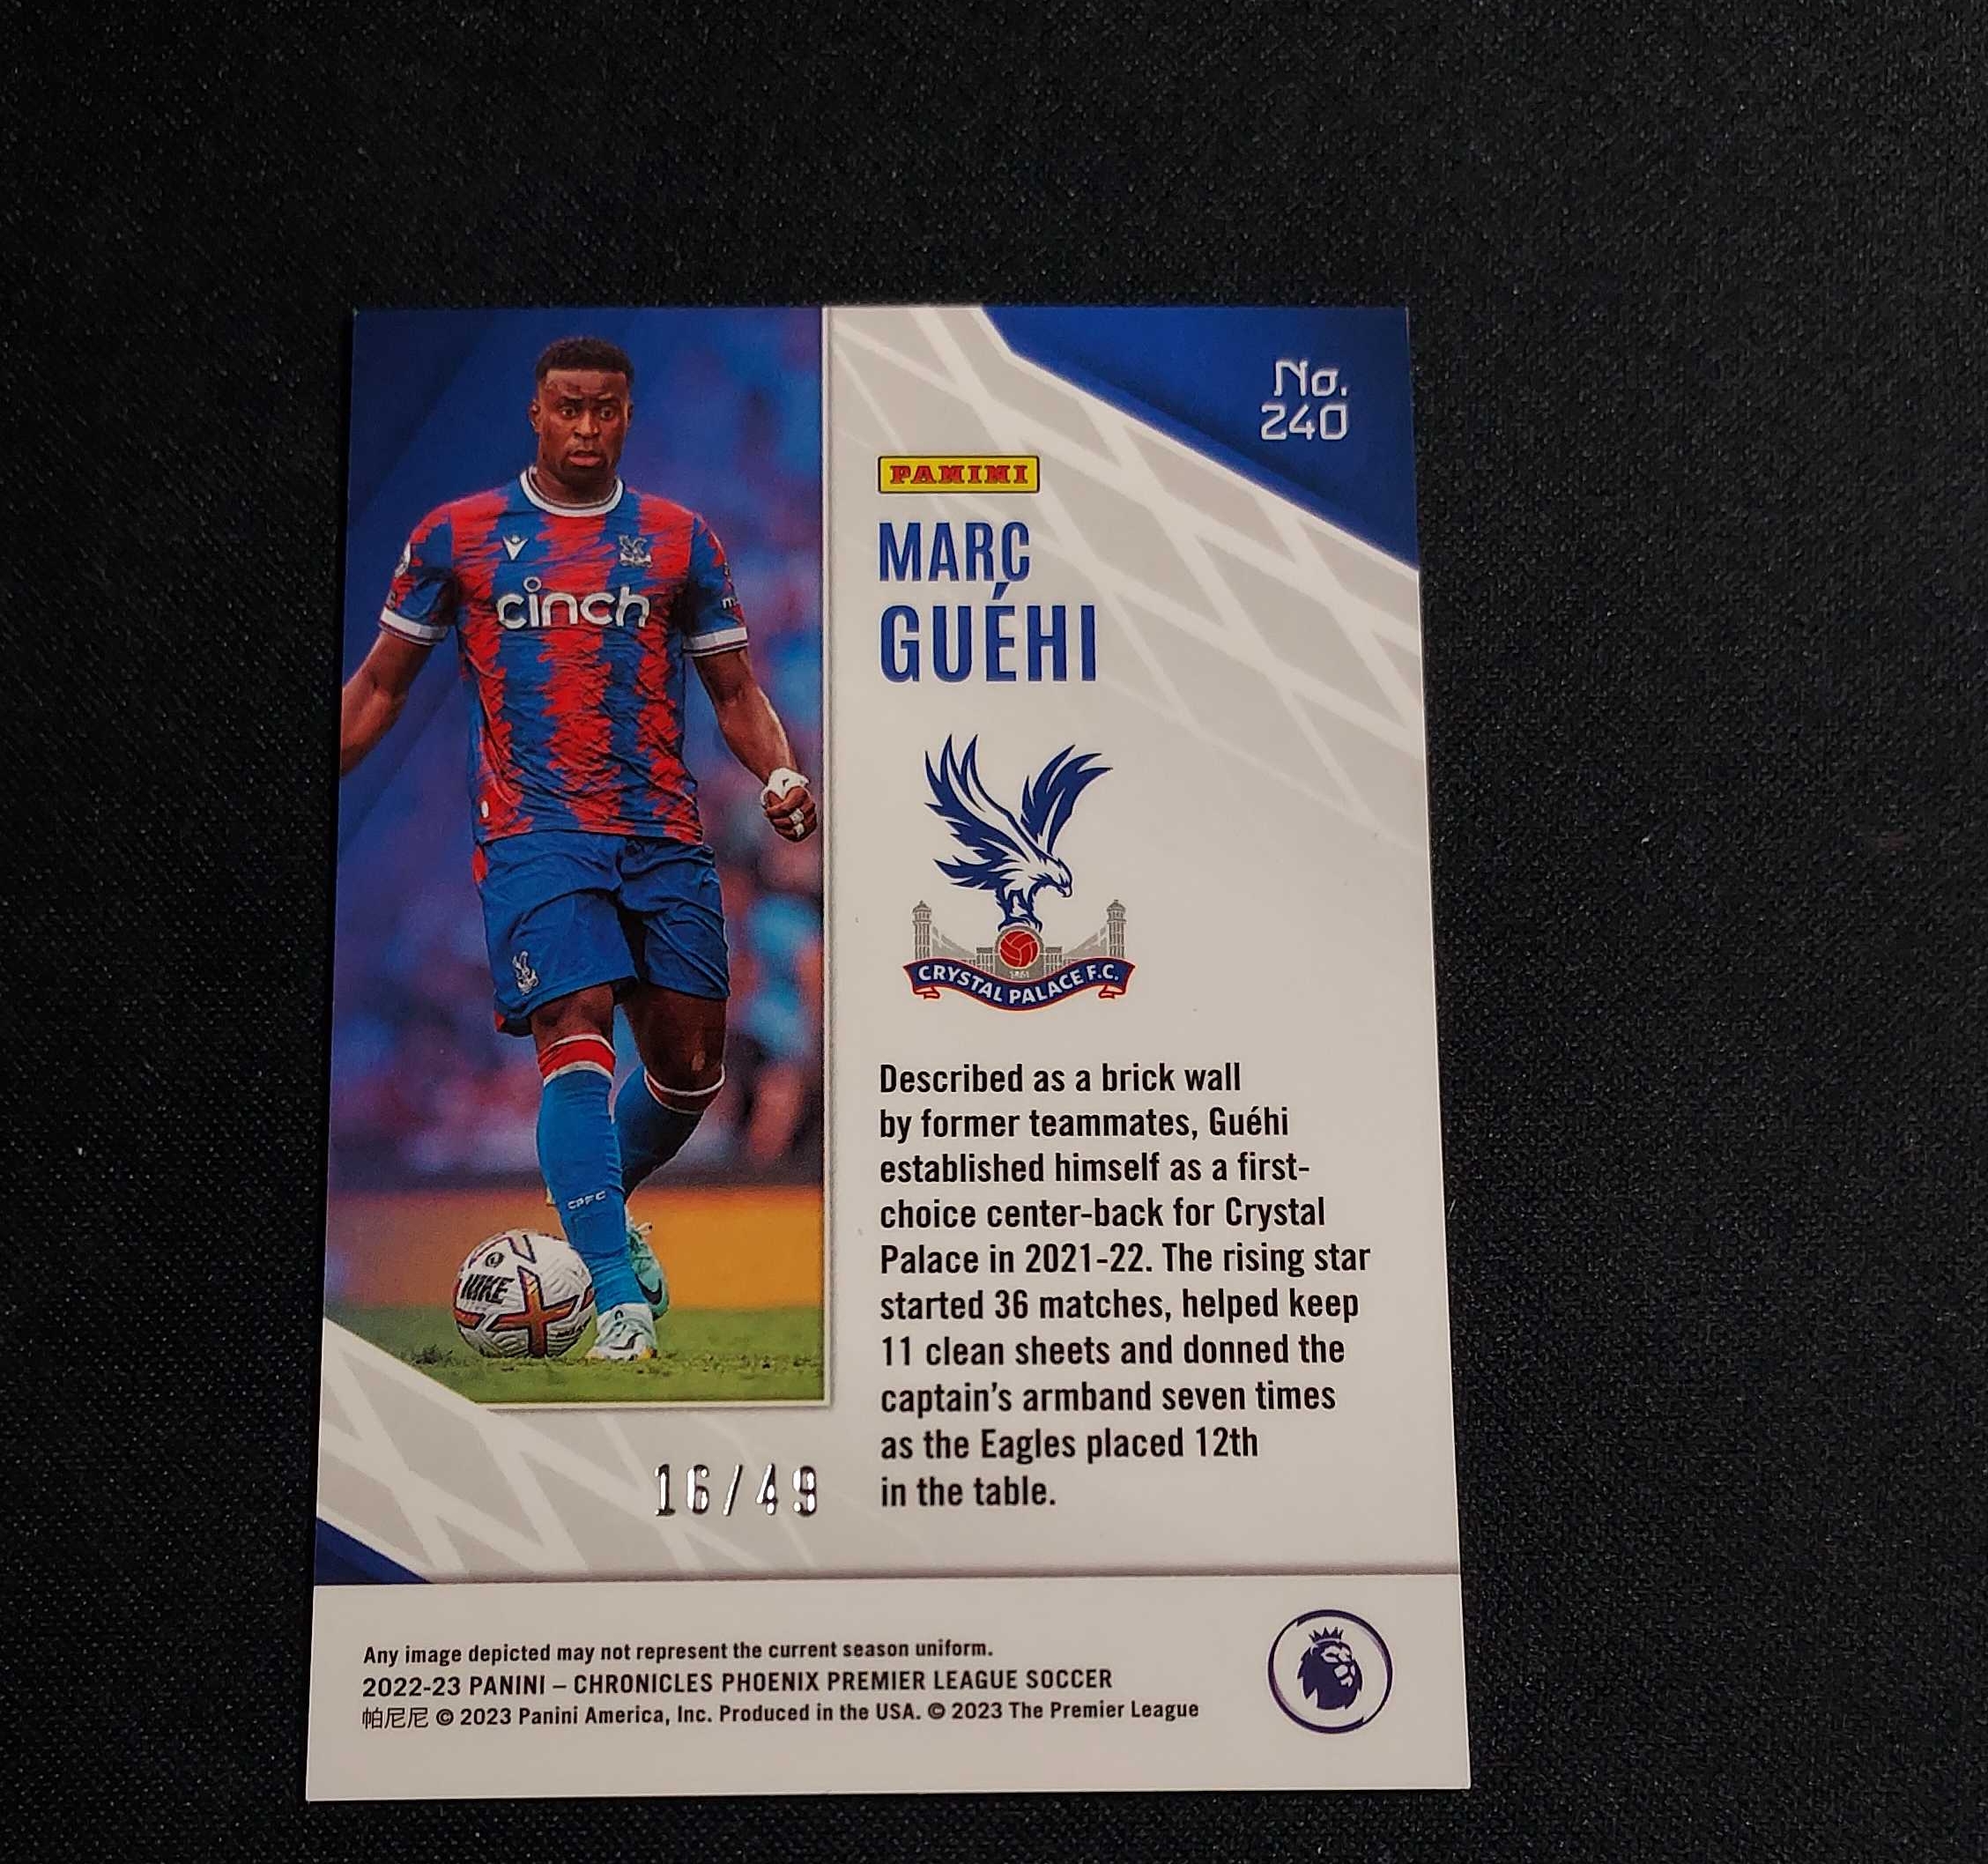 No.
240
PANINI
MARC
GUÉHI
cinch
CRYSTAL PALACE F.C.
1861
Described as a brick wall
by former teammates, Guéhi
established himself as a first-
choice center-back for Crystal
Palace in 2021-22. The rising star
started 36 matches, helped keep
11 clean sheets and donned the
captain's armband seven times
as the Eagles placed 12th
in the table.
CPFC
NIKE
16/49
Any image depicted may not represent the current season uniform.
2022-23 PANINI – CHRONICLES PHOENIX PREMIER LEAGUE SOCCER
帕尼尼 © 2023 Panini America, Inc. Produced in the USA. © 2023 The Premier League